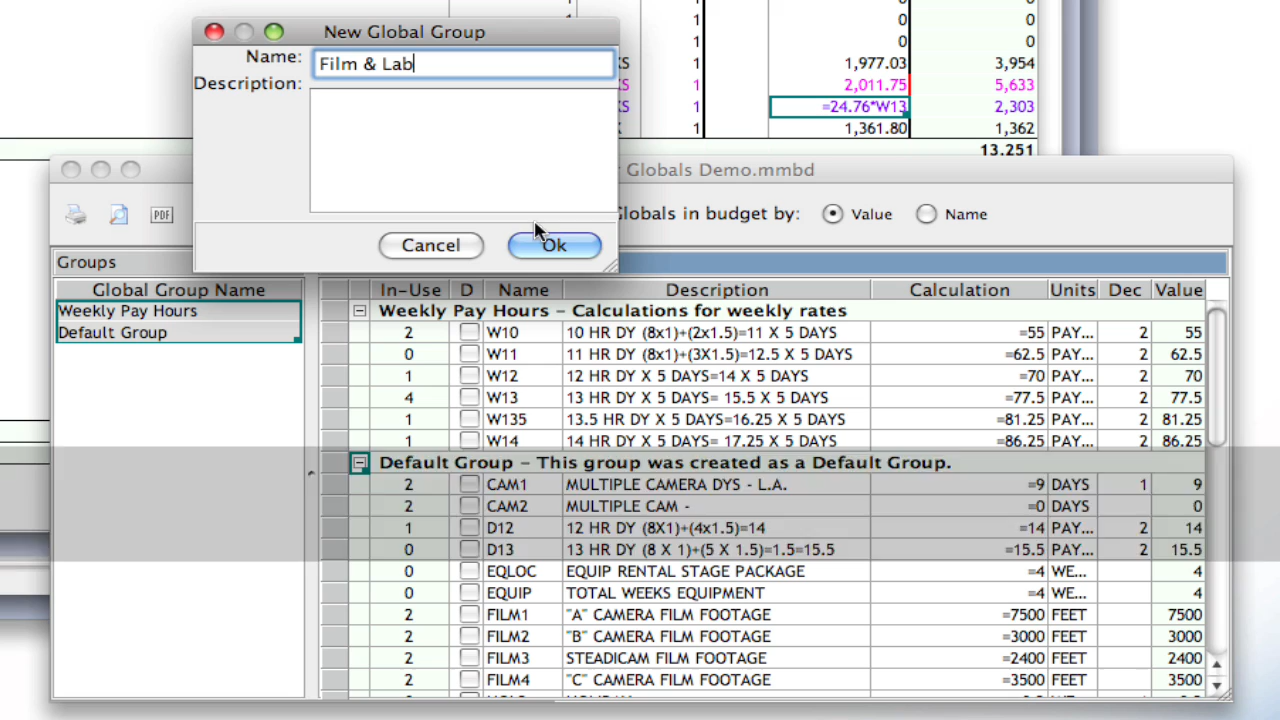 1 0 0
1 0 0
KS 1 1,977.03 3,954
KS 1 2,011.75 5,633
KS 1 =24.76*W13 2,303
1 1,361.80 1,362
13,251
New Global Group
Name: Film & Lab
Description:
Cancel Ok
Globals Demo.mmbd
PDF
Globals in budget by: Value Name
Groups
Global Group Name
Weekly Pay Hours
Default Group
In-Use D Name Description Calculation Units Dec Value
Weekly Pay Hours – Calculations for weekly rates
2 W10 10 HR DY (8x1)+(2x1.5)=11 X 5 DAYS =55 PAY... 2 55
0 W11 11 HR DY (8x1)+(3X1.5)=12.5 X 5 DAYS =62.5 PAY... 2 62.5
1 W12 12 HR DY X 5 DAYS=14 X 5 DAYS =70 PAY... 2 70
4 W13 13 HR DY X 5 DAYS= 15.5 X 5 DAYS =77.5 PAY... 2 77.5
1 W135 13.5 HR DY X 5 DAYS=16.25 X 5 DAYS =81.25 PAY... 2 81.25
1 W14 14 HR DY X 5 DAYS= 17.25 X 5 DAYS =86.25 PAY... 2 86.25
Default Group – This group was created as a Default Group.
2 CAM1 MULTIPLE CAMERA DYS - L.A. =9 DAYS 1 9
2 CAM2 MULTIPLE CAM - =0 DAYS 0
1 D12 12 HR DY (8X1)+(4x1.5)=14 =14 PAY... 2 14
0 D13 13 HR DY (8 X 1)+(5 X 1.5)=1.5=15.5 =15.5 PAY... 2 15.5
0 EQLOC EQUIP RENTAL STAGE PACKAGE =4 WE... 4
0 EQUIP TOTAL WEEKS EQUIPMENT =4 WE... 4
2 FILM1 "A" CAMERA FILM FOOTAGE =7500 FEET 7500
2 FILM2 "B" CAMERA FILM FOOTAGE =3000 FEET 3000
2 FILM3 STEADICAM FILM FOOTAGE =2400 FEET 2400
2 FILM4 "C" CAMERA FILM FOOTAGE =3500 FEET 3500